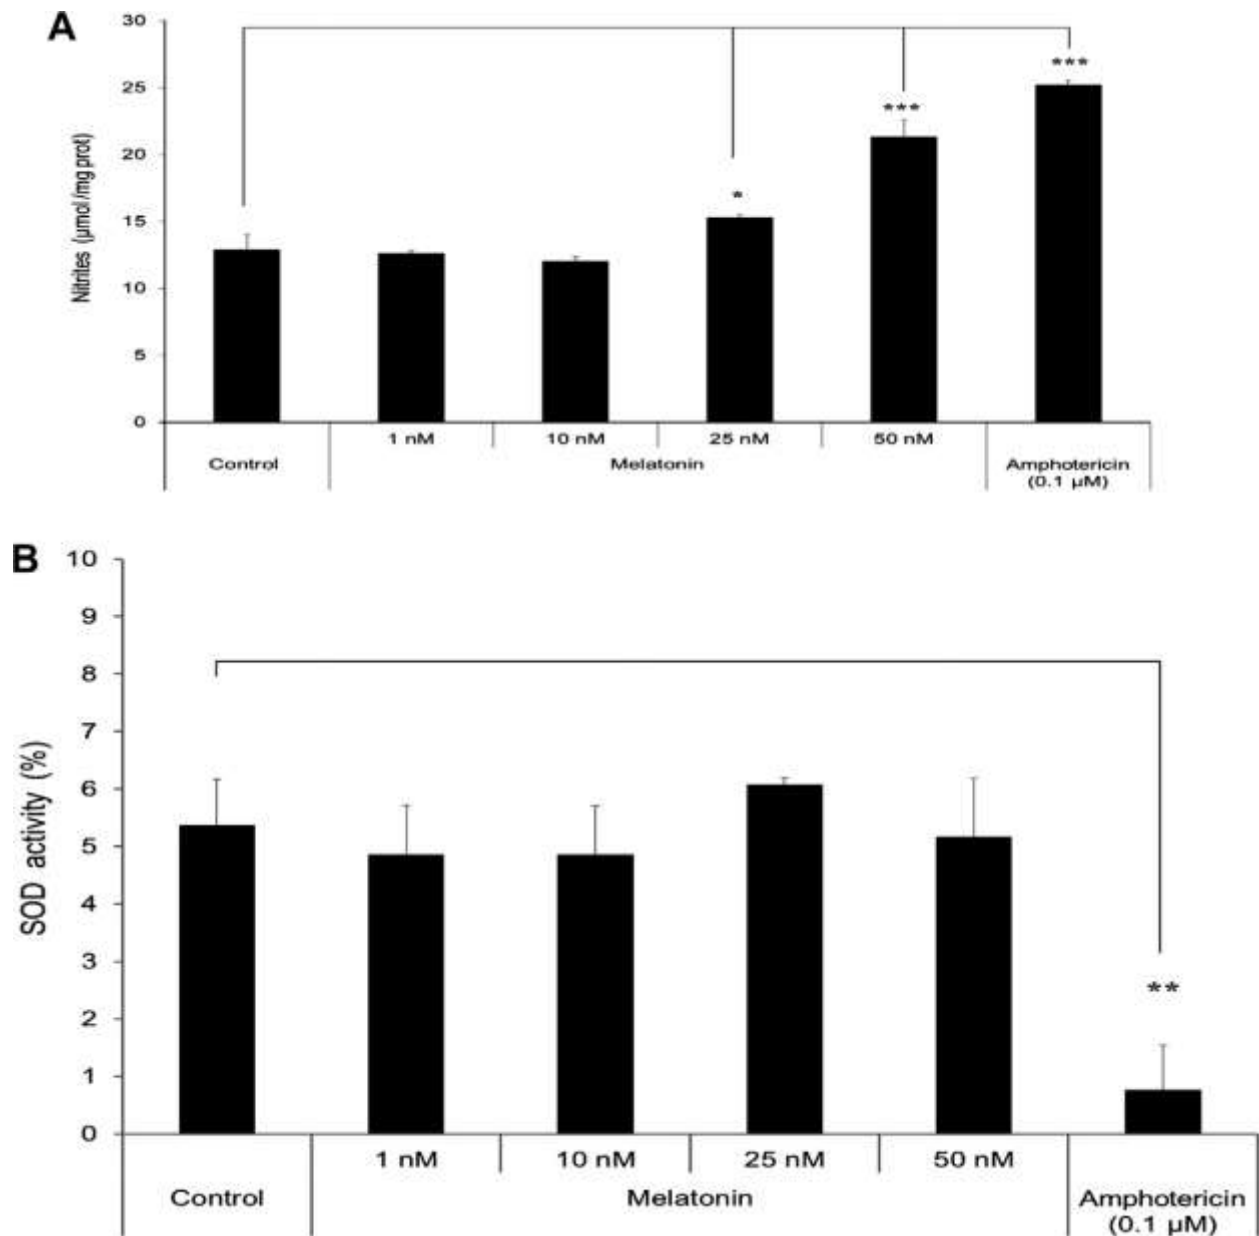 A
Nitrites (µmol/mg prot)
30
25
20
15
10
5
0
*
***
***
1 nM 10 nM 25 nM 50 nM
Control Melatonin Amphotericin
(0.1 µM)
B
SOD activity (%)
10
9
8
7
6
5
4
3
2
1
0
**
1 nM 10 nM 25 nM 50 nM
Control Melatonin Amphotericin
(0.1 µM)